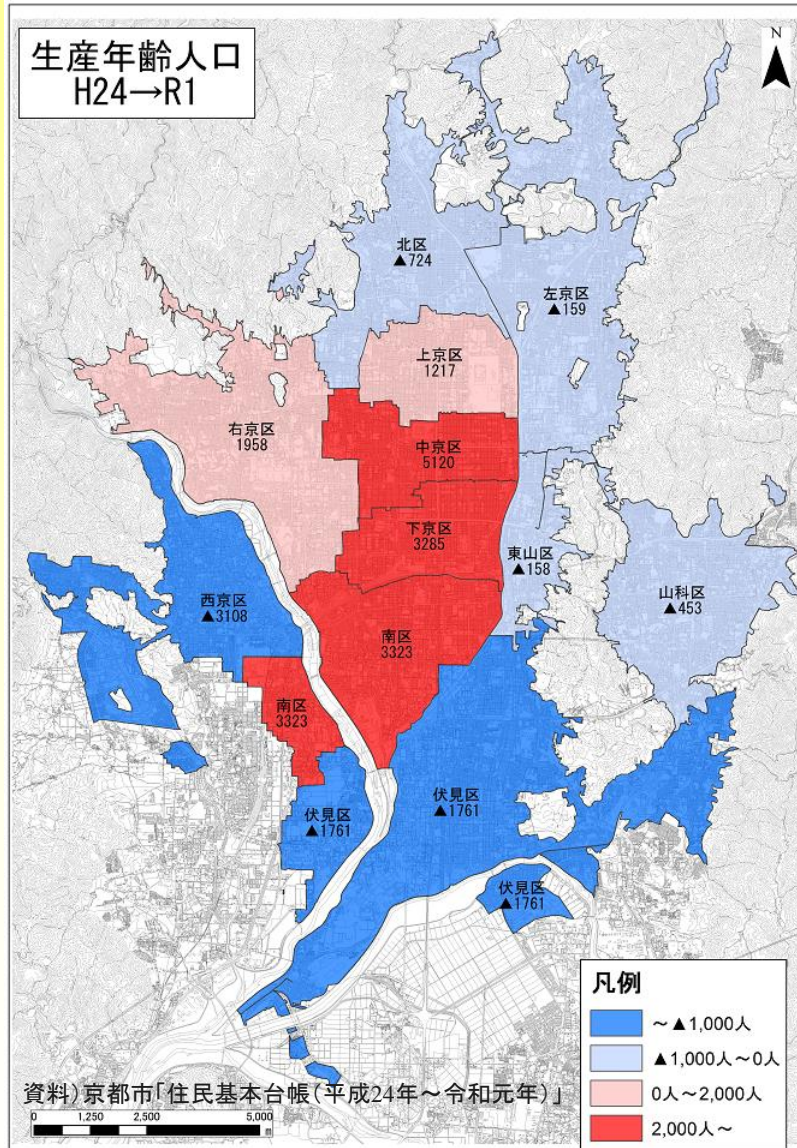 生産年齢人口
H24→R1
N
北区
▲724
左京区
▲159
上京区
1217
右京区
1958
中京区
5120
下京区
3285
東山区
▲158
山科区
▲453
西京区
▲3108
南区
3323
南区
3323
伏見区
▲1761
伏見区
▲1761
伏見区
▲1761
凡例
～▲1,000人
▲1,000人～0人
0人～2,000人
2,000人～
資料)京都市「住民基本台帳(平成24年～令和元年)」
0 1,250 2,500 5,000
m